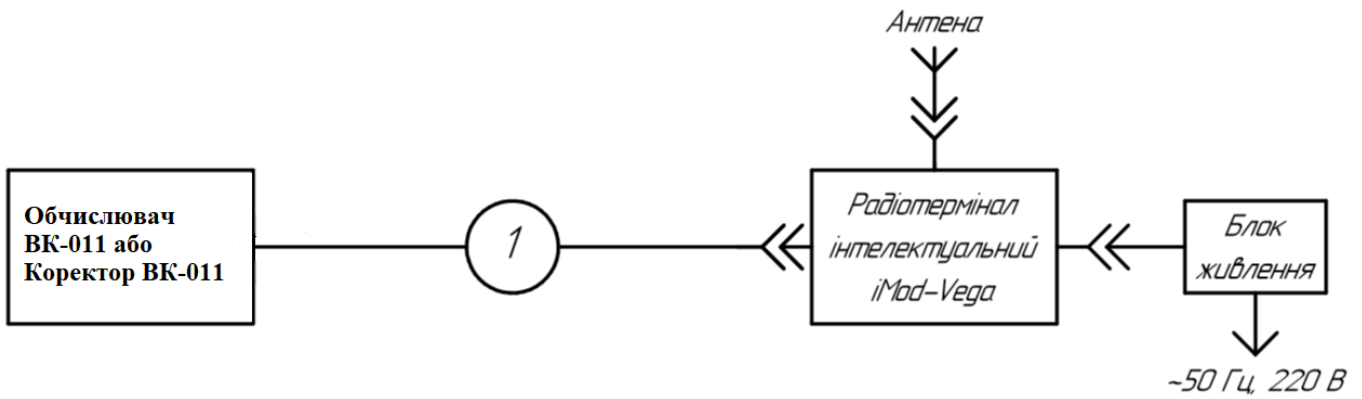 Антена
Обчислювач
ВК-011 або
Коректор ВК-011
1
Радіотермінал
інтелектуальний
iMod-Vega
Блок
живлення
~50 Гц, 220 В